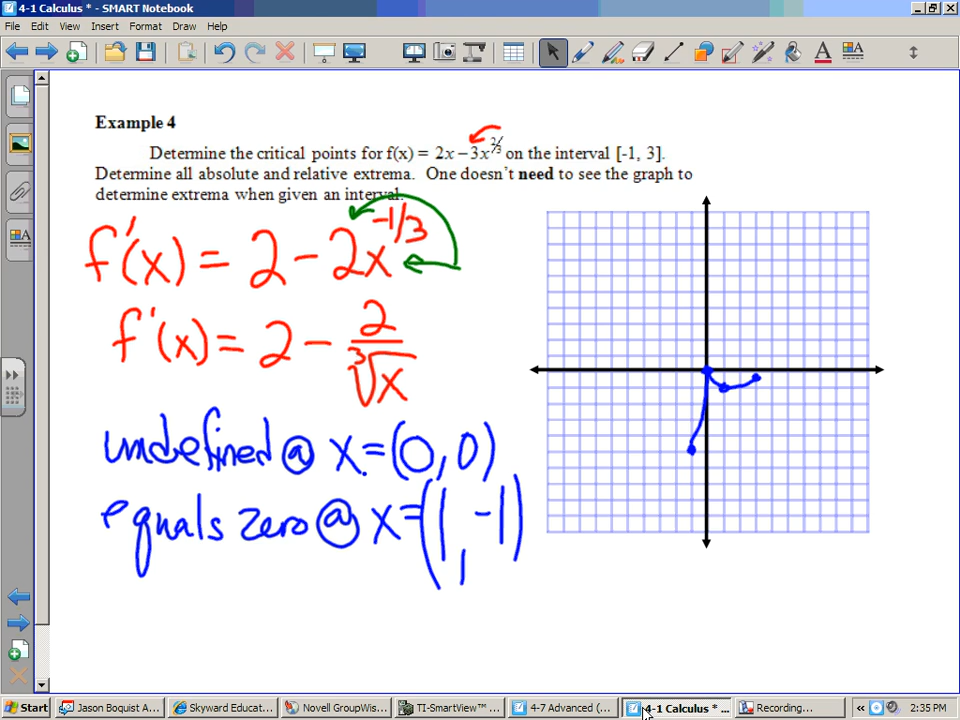 4-1 Calculus * - SMART Notebook
File Edit View Insert Format Draw Help
Example 4
Determine the critical points for f(x) = 2x − 3x^2/3 on the interval [-1, 3].
Determine all absolute and relative extrema. One doesn't need to see the graph to
determine extrema when given an interval.
f'(x) = 2 − 2x^-1/3
f'(x) = 2 − 2/∛x
undefined @ x = (0, 0)
equals zero @ x = (1, -1)
Start Jason Boquist A... Skyward Educat... Novell GroupWis... TI-SmartView™ ... 4-7 Advanced (... 4-1 Calculus * ... Recording... « 2:35 PM